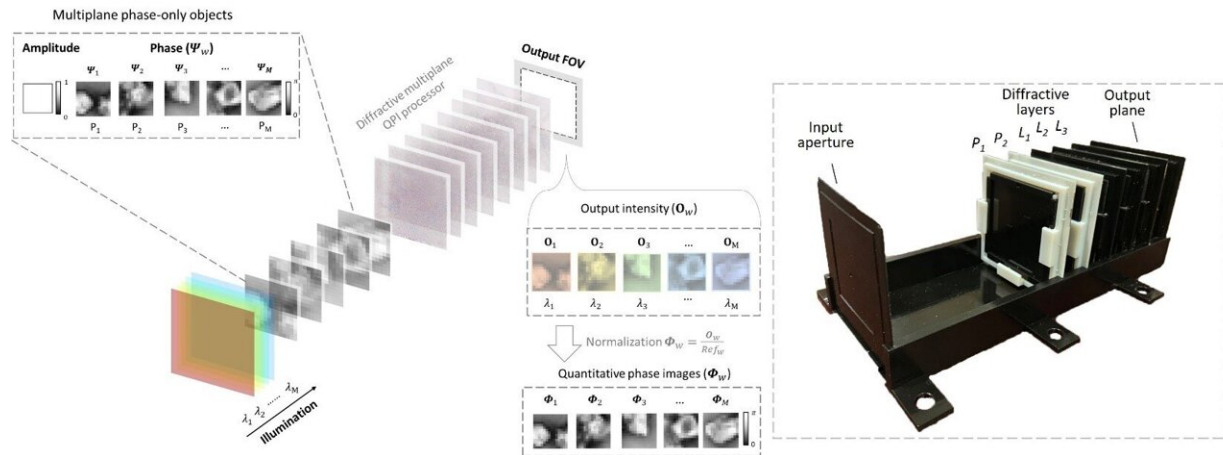 Multiplane phase-only objects
Amplitude Phase (Ψw)
Ψ1 Ψ2 Ψ3 ... ΨM
1
0
π
0
P1 P2 P3 ... PM
Diffractive multiplane
QPI processor
Output FOV
λ1 λ2 ...... λM
Illumination
Output intensity (Ow)
O1 O2 O3 ... OM
λ1 λ2 λ3 ... λM
Normalization Φw = Ow/Refw
Quantitative phase images (Φw)
Φ1 Φ2 Φ3 ... ΦM
π
0
Input
aperture
P1 P2 L1 L2 L3
Diffractive
layers
Output
plane